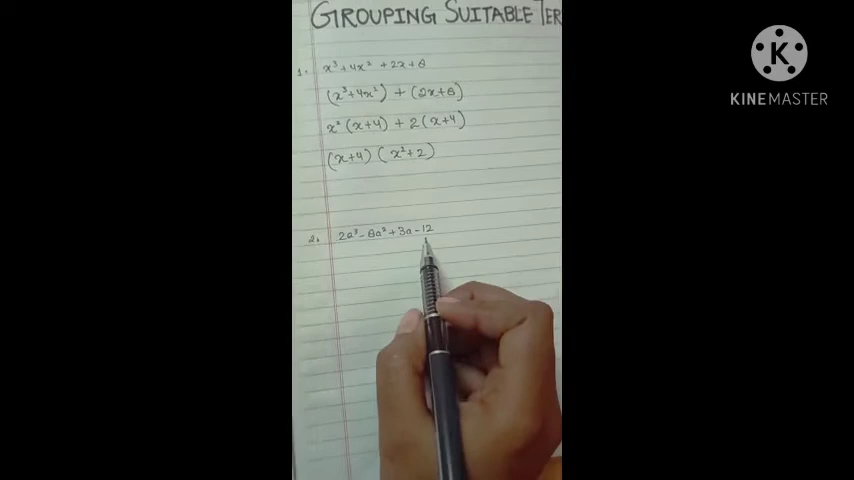 GROUPING SUITABLE TER
1. x³+4x² +2x+8
(x³+4x²) + (2x+8)
x² (x+4) + 2 (x+4)
(x+4) (x²+2)
2. 2a³-8a²+3a-12
K
KINEMASTER